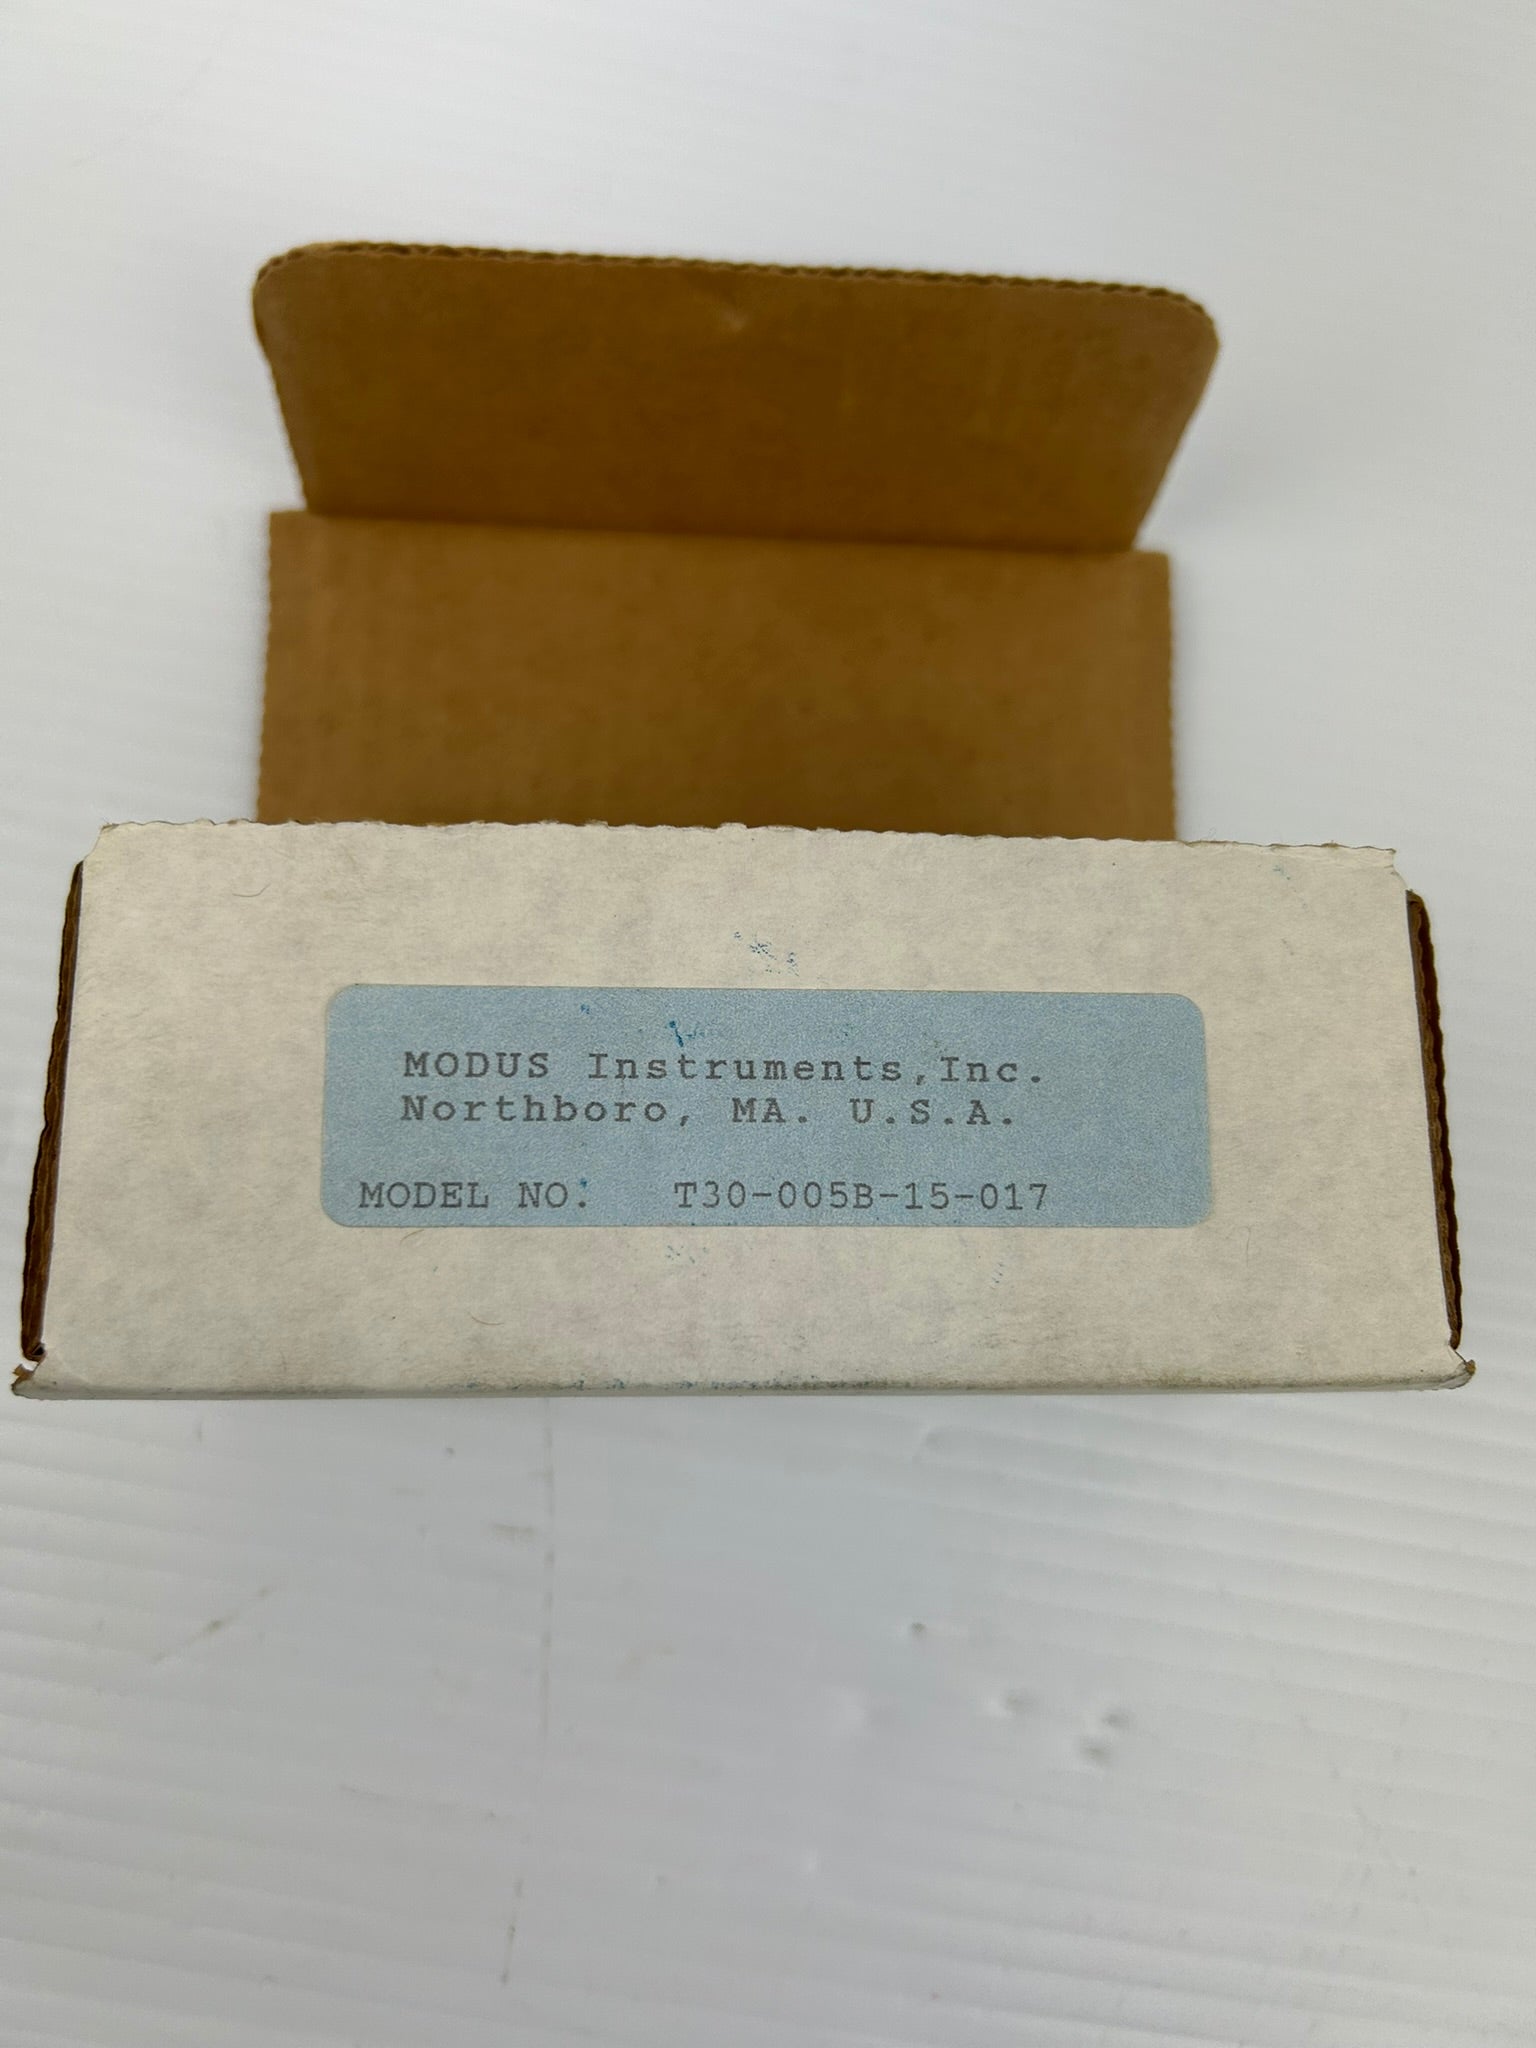 MODUS Instruments,Inc.
Northboro, MA. U.S.A.
MODEL NO. T30-005B-15-017